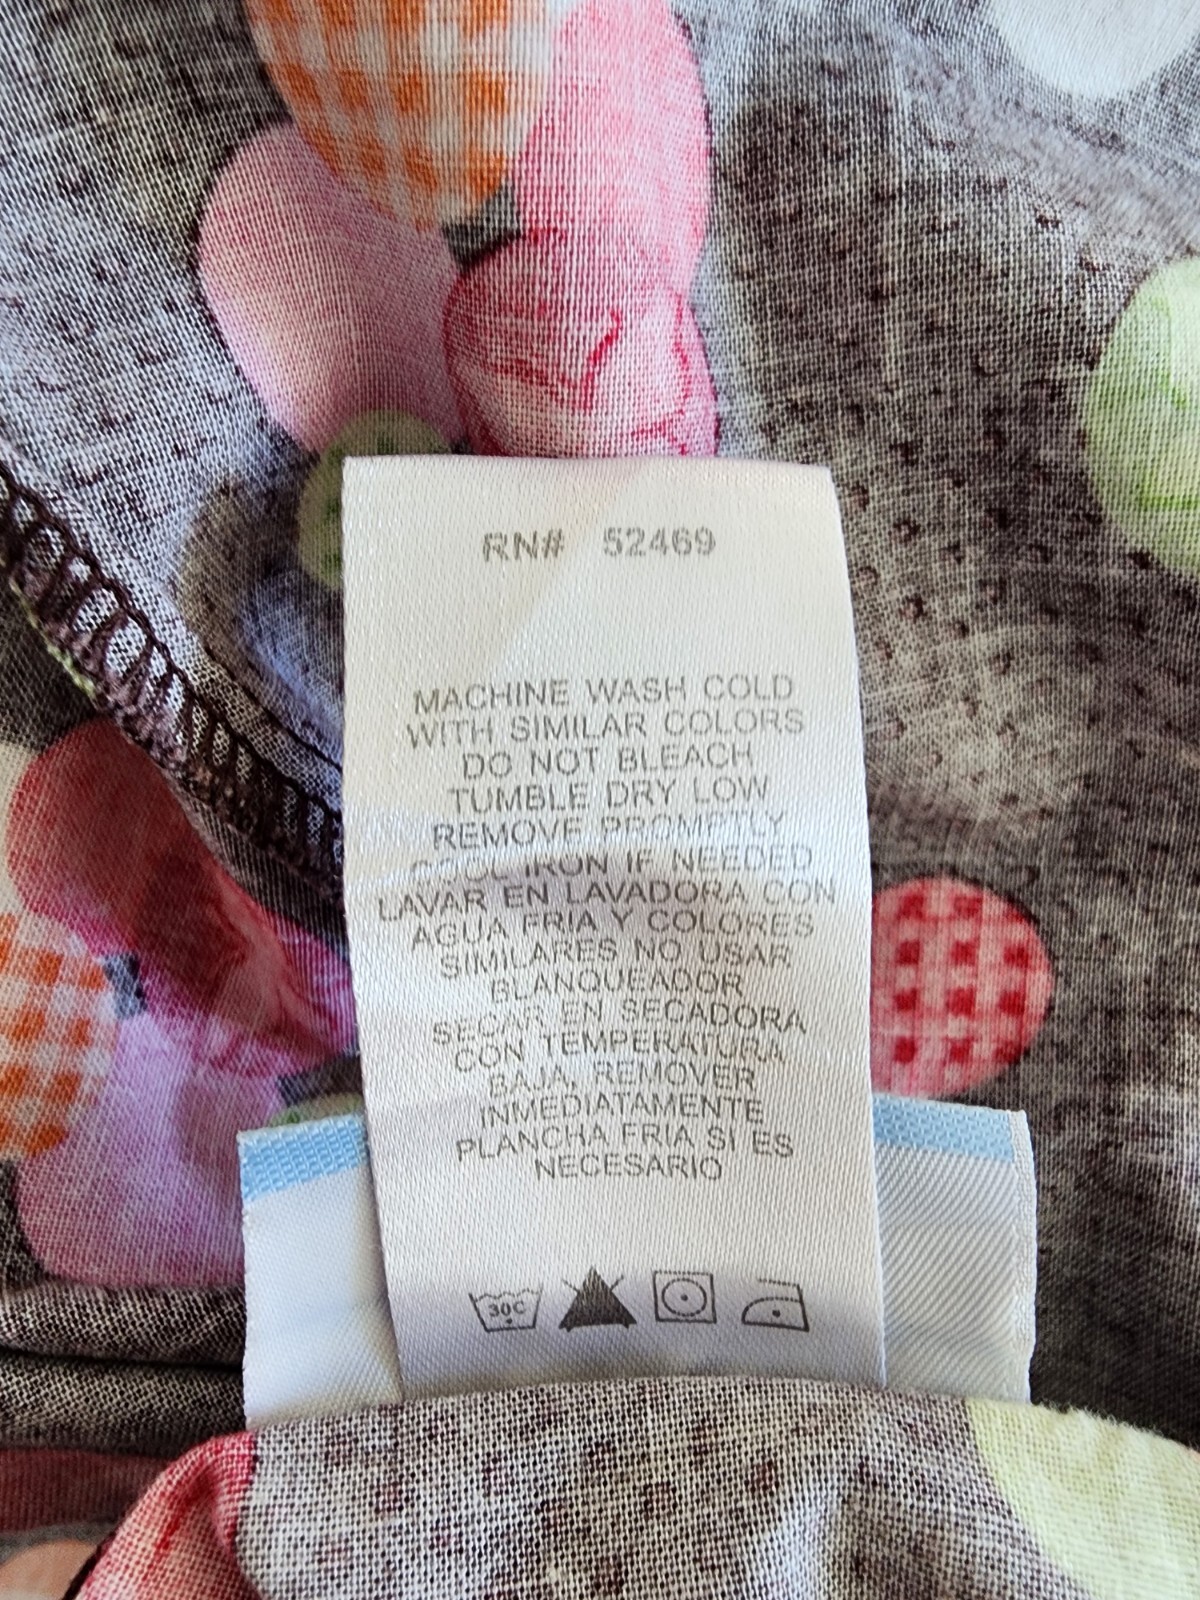 RN# 52469
MACHINE WASH COLD
WITH SIMILAR COLORS
DO NOT BLEACH
TUMBLE DRY LOW
REMOVE PROMPTLY
COOL IRON IF NEEDED
LAVAR EN LAVADORA CON
AGUA FRIA Y COLORES
SIMILARES NO USAR
BLANQUEADOR
SECAR EN SECADORA
CON TEMPERATURA
BAJA, REMOVER
INMEDIATAMENTE
PLANCHA FRIA SI ES
NECESARIO
30C